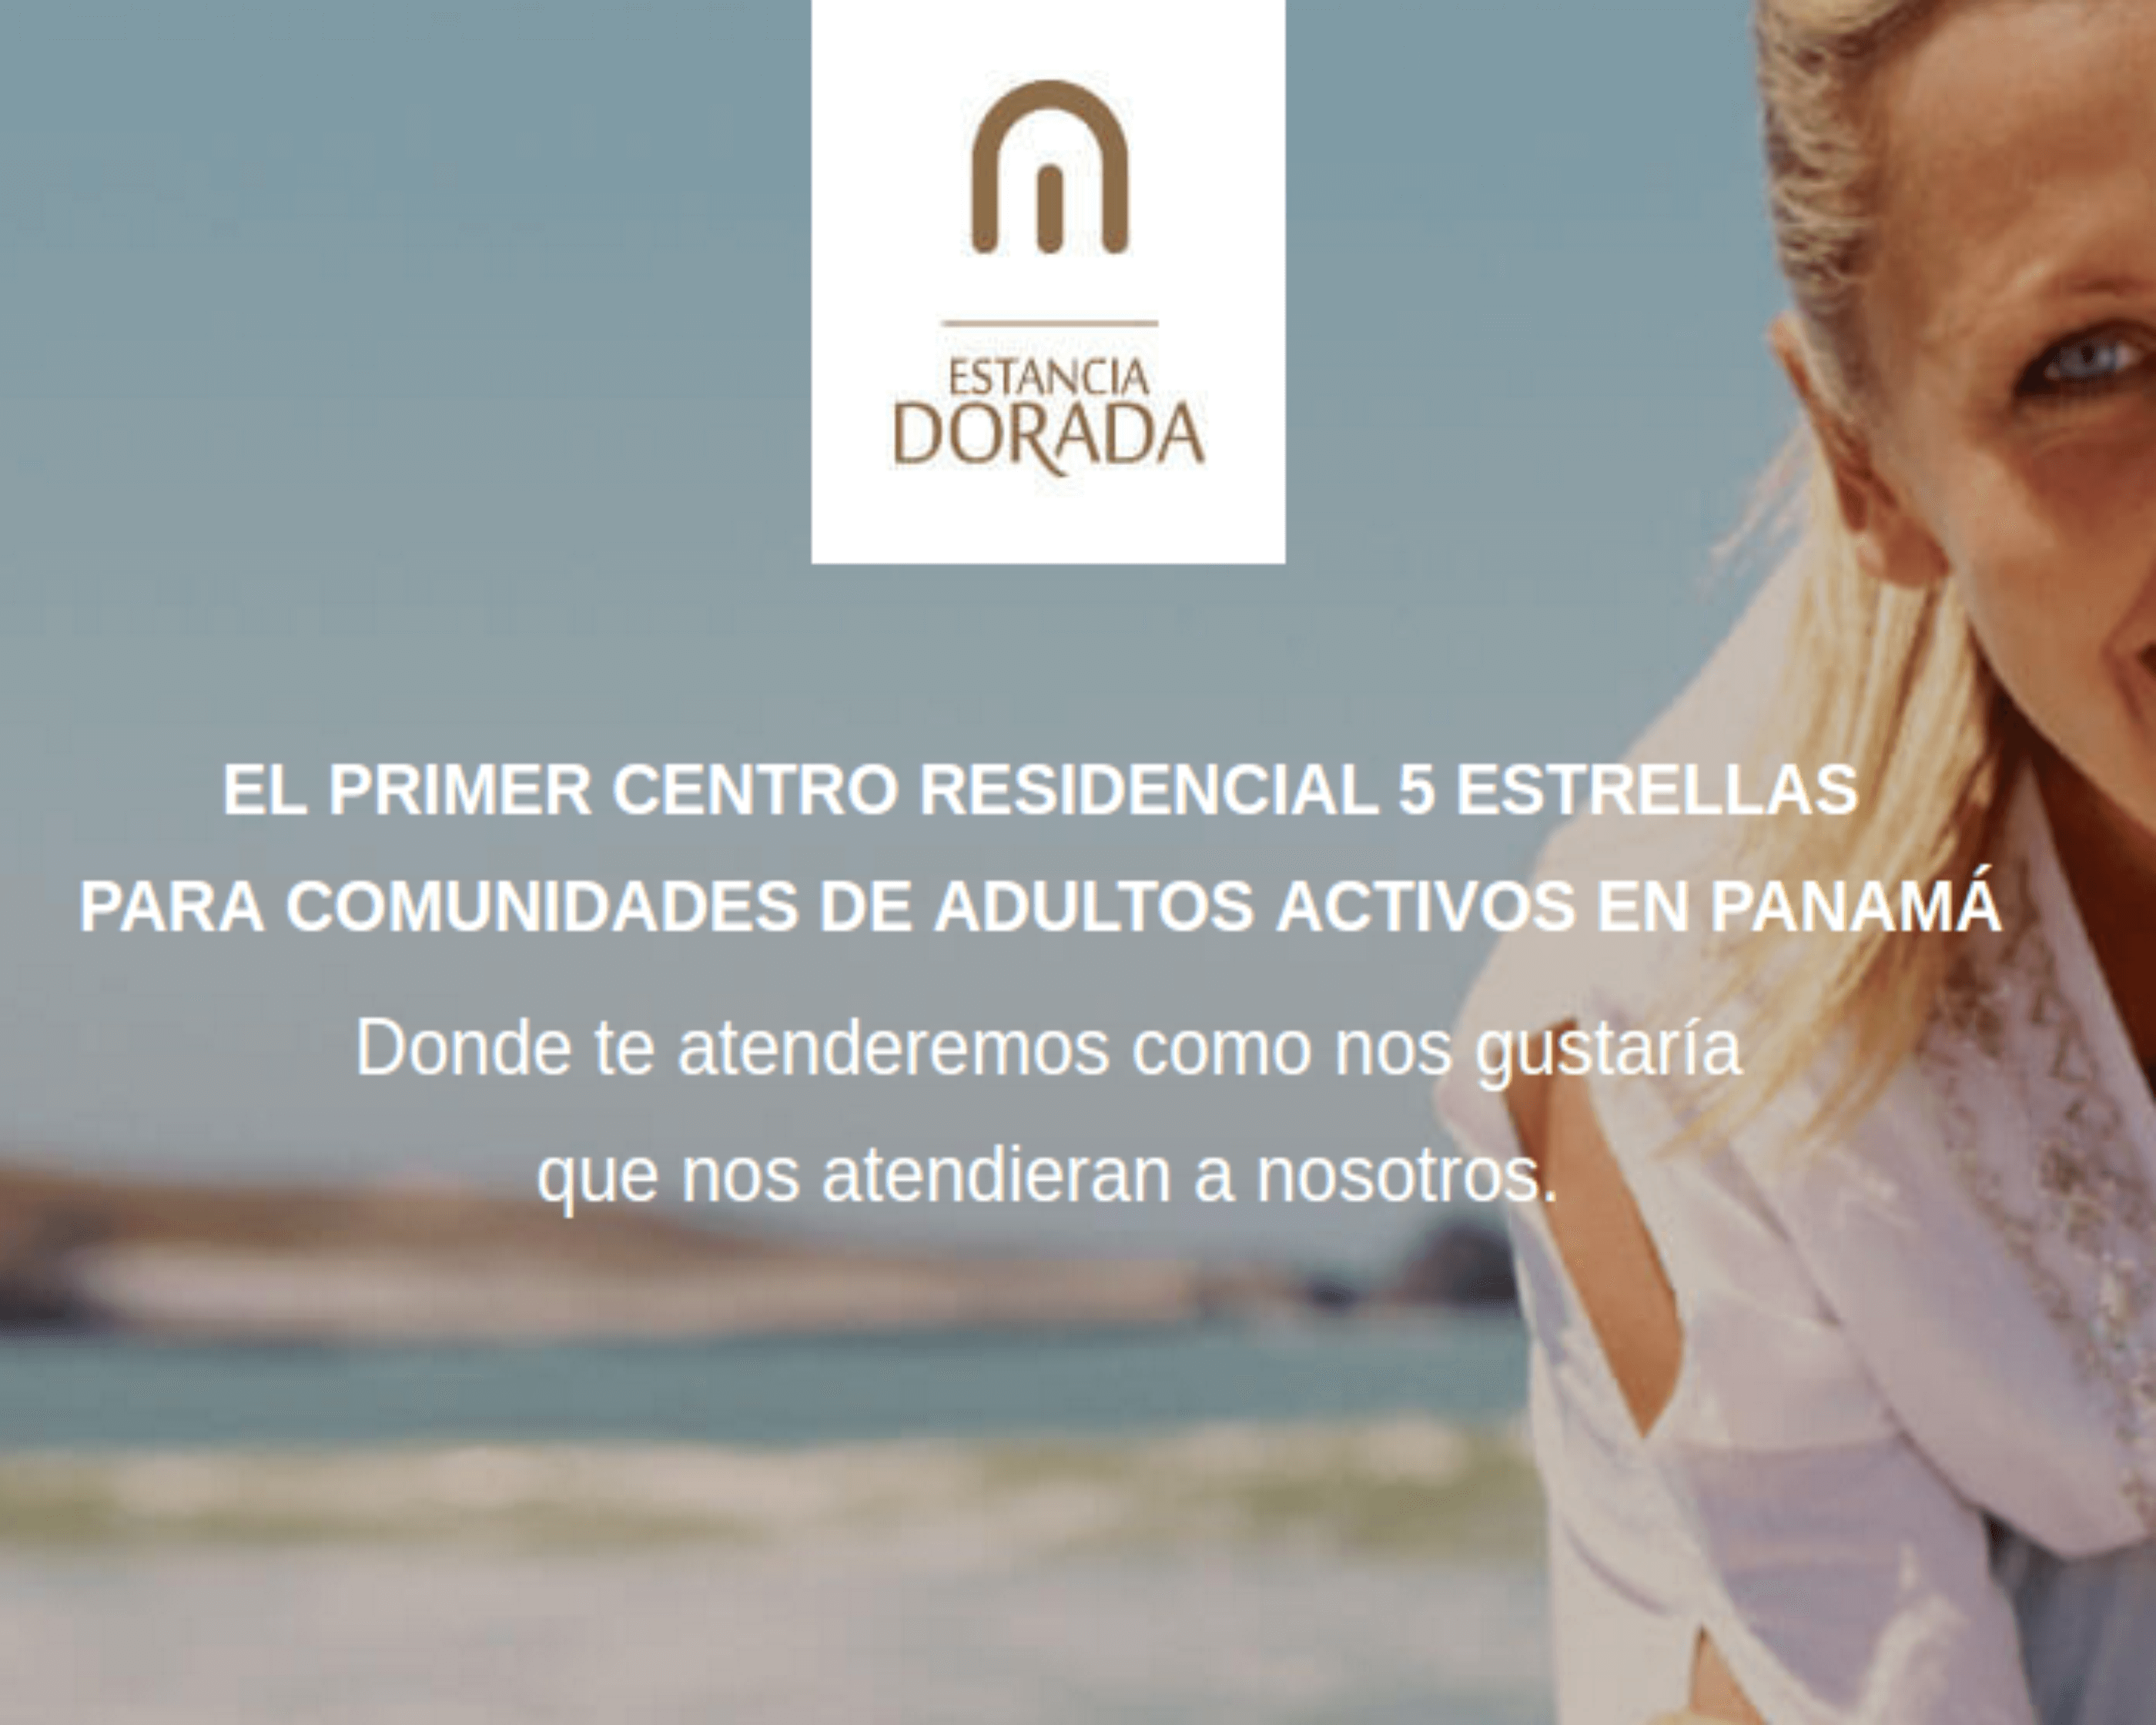 ESTANCIA
DORADA
EL PRIMER CENTRO RESIDENCIAL 5 ESTRELLAS
PARA COMUNIDADES DE ADULTOS ACTIVOS EN PANAMÁ
Donde te atenderemos como nos gustaría
que nos atendieran a nosotros.